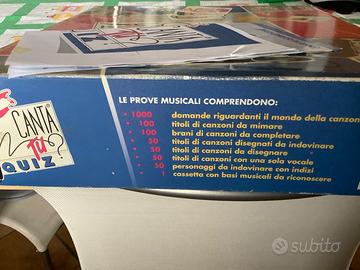 CANTA
TU
QUIZ
?
LE PROVE MUSICALI COMPRENDONO:
• 1000 domande riguardanti il mondo della canzon
• 100 titoli di canzoni da mimare
• 100 brani di canzoni da completare
• 50 titoli di canzoni disegnati da indovinare
• 50 titoli di canzoni da disegnare
• 50 titoli di canzoni con una sola vocale
• 50 personaggi da indovinare con indizi
• 1 cassetta con basi musicali da riconoscere
subito